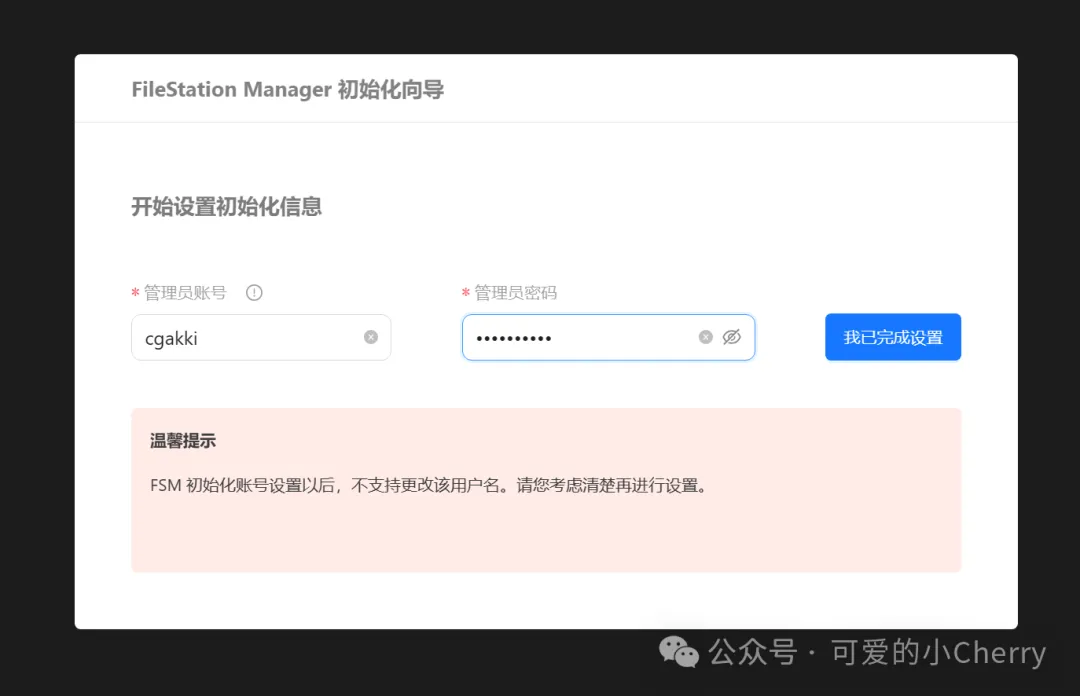 FileStation Manager 初始化向导
开始设置初始化信息
* 管理员账号
* 管理员密码
cgakki
••••••••••
我已完成设置
温馨提示
FSM 初始化账号设置以后，不支持更改该用户名。请您考虑清楚再进行设置。
公众号 · 可爱的小Cherry